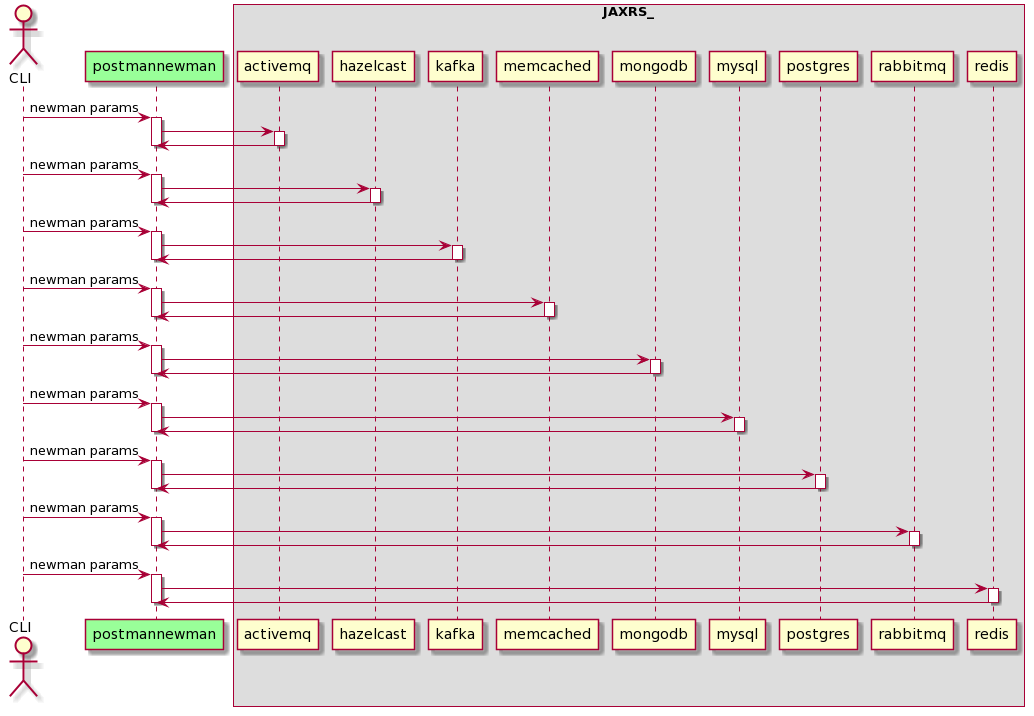 JAXRS_
CLI
postmannewman
activemq
hazelcast
kafka
memcached
mongodb
mysql
postgres
rabbitmq
redis
newman params
newman params
newman params
newman params
newman params
newman params
newman params
newman params
newman params
CLI
postmannewman
activemq
hazelcast
kafka
memcached
mongodb
mysql
postgres
rabbitmq
redis